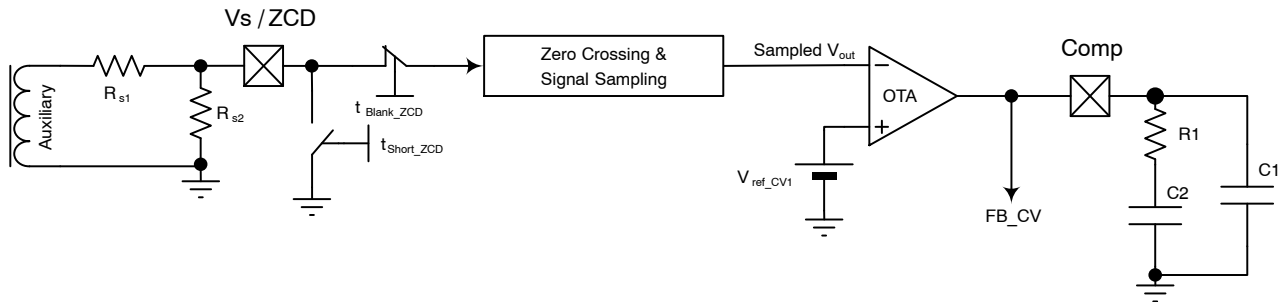 Vs / ZCD
Zero Crossing &
Signal Sampling
Sampled Vout
Comp
Rs1
Auxiliary
Rs2
t Blank_ZCD
tShort_ZCD
−
OTA
+
Vref_CV1
FB_CV
R1
C2
C1